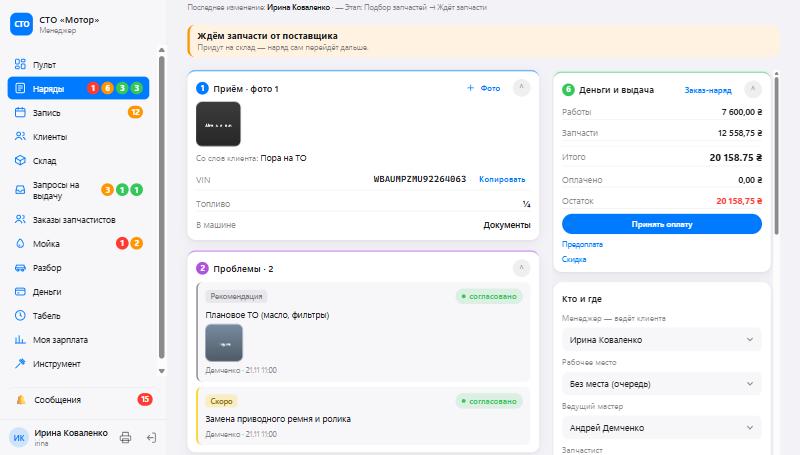 СТО
СТО «Мотор»
Менеджер
Пульт
Наряды 1 6 3 3
Запись 12
Клиенты
Склад
Запросы на
выдачу 3 1 1
Заказы запчастистов
Мойка 1 2
Разбор
Деньги
Табель
Моя зарплата
Инструмент
Сообщения 15
ИК
Ирина Коваленко
irina
Последнее изменение: Ирина Коваленко · — Этап: Подбор запчастей → Ждёт запчасти
Ждём запчасти от поставщика
Придут на склад — наряд сам перейдёт дальше.
1 Приём · фото 1
+ Фото
Со слов клиента: Пора на ТО
VIN WBAUMPZMU92264063 Копировать
Топливо ¼
В машине Документы
2 Проблемы · 2
Рекомендация согласовано
Плановое ТО (масло, фильтры)
Демченко · 21.11 11:00
Скоро согласовано
Замена приводного ремня и ролика
Демченко · 21.11 11:00
6 Деньги и выдача Заказ-наряд
Работы 7 600,00 ₴
Запчасти 12 558,75 ₴
Итого 20 158.75 ₴
Оплачено 0,00 ₴
Остаток 20 158,75 ₴
Принять оплату
Предоплата
Скидка
Кто и где
Менеджер — ведёт клиента
Ирина Коваленко
Рабочее место
Без места (очередь)
Ведущий мастер
Андрей Демченко
Запчастист